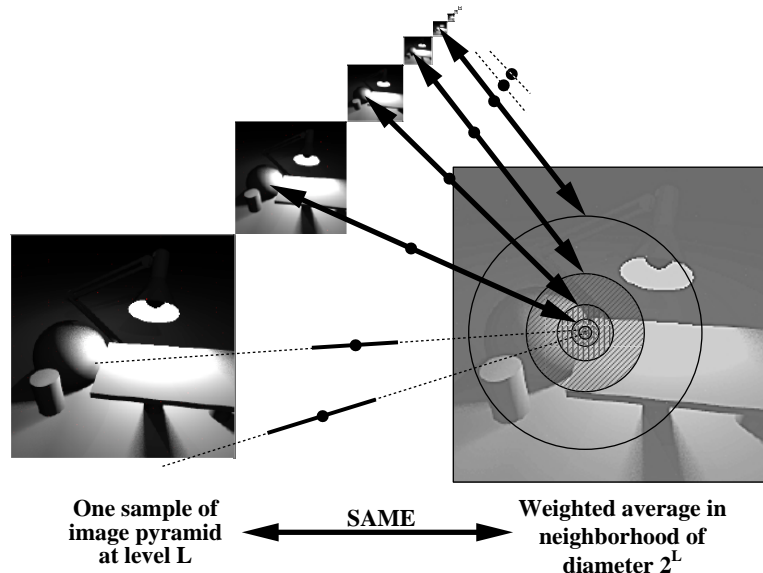 One sample of
image pyramid
at level L
SAME
Weighted average in
neighborhood of
diameter 2^L